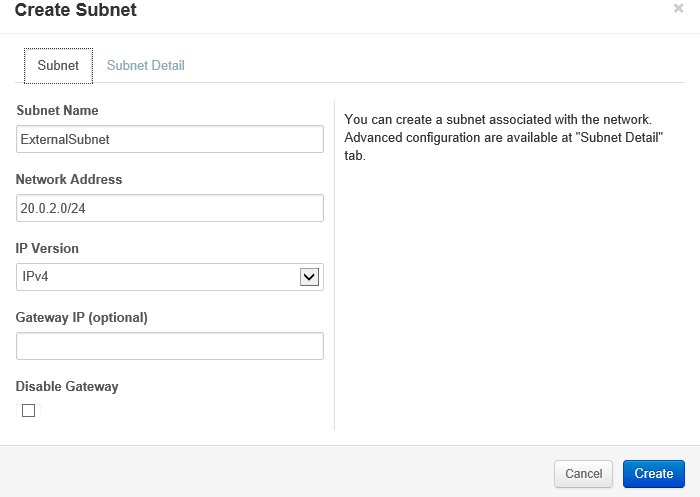 Create Subnet
×
Subnet
Subnet Detail
Subnet Name
ExternalSubnet
Network Address
20.0.2.0/24
IP Version
IPv4
Gateway IP (optional)
Disable Gateway
You can create a subnet associated with the network.
Advanced configuration are available at "Subnet Detail"
tab.
Cancel
Create